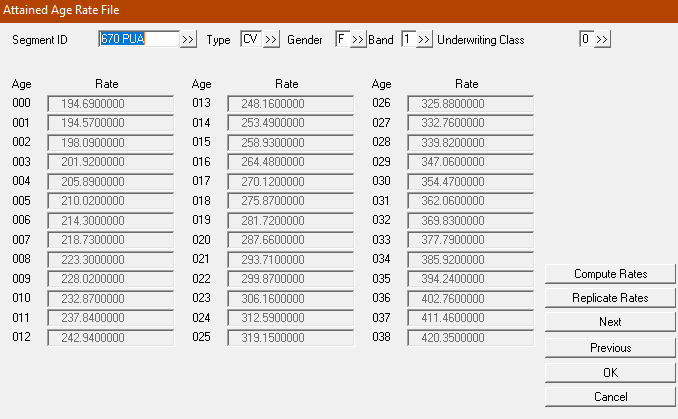 Attained Age Rate File
Segment ID 670 PUA >> Type CV >> Gender F >> Band 1 >> Underwriting Class 0 >>
Age Rate Age Rate Age Rate
000 194.6900000 013 248.1600000 026 325.8800000
001 194.5700000 014 253.4900000 027 332.7600000
002 198.0900000 015 258.9300000 028 339.8200000
003 201.9200000 016 264.4800000 029 347.0600000
004 205.8900000 017 270.1200000 030 354.4700000
005 210.0200000 018 275.8700000 031 362.0600000
006 214.3000000 019 281.7200000 032 369.8300000
007 218.7300000 020 287.6600000 033 377.7900000
008 223.3000000 021 293.7100000 034 385.9200000
009 228.0200000 022 299.8700000 035 394.2400000
010 232.8700000 023 306.1600000 036 402.7600000
011 237.8400000 024 312.5900000 037 411.4600000
012 242.9400000 025 319.1500000 038 420.3500000
Compute Rates
Replicate Rates
Next
Previous
OK
Cancel